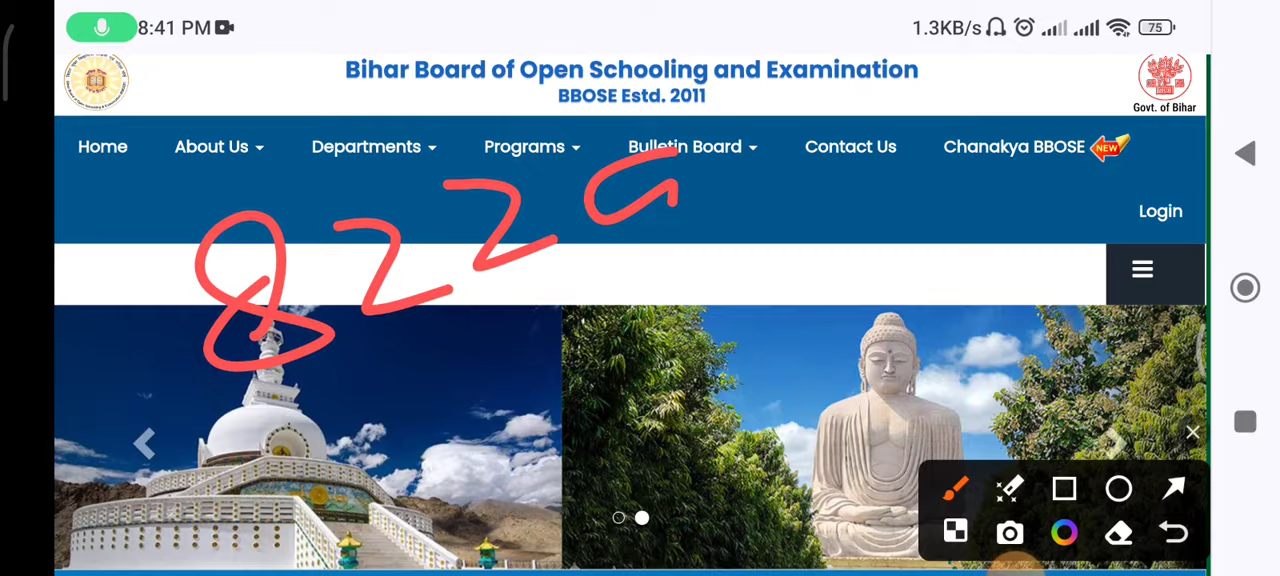 8:41 PM 1.3KB/s 75
Bihar Board of Open Schooling and Examination
BBOSE Estd. 2011
Govt. of Bihar
Home About Us Departments Programs Bulletin Board Contact Us Chanakya BBOSE NEW
Login
822